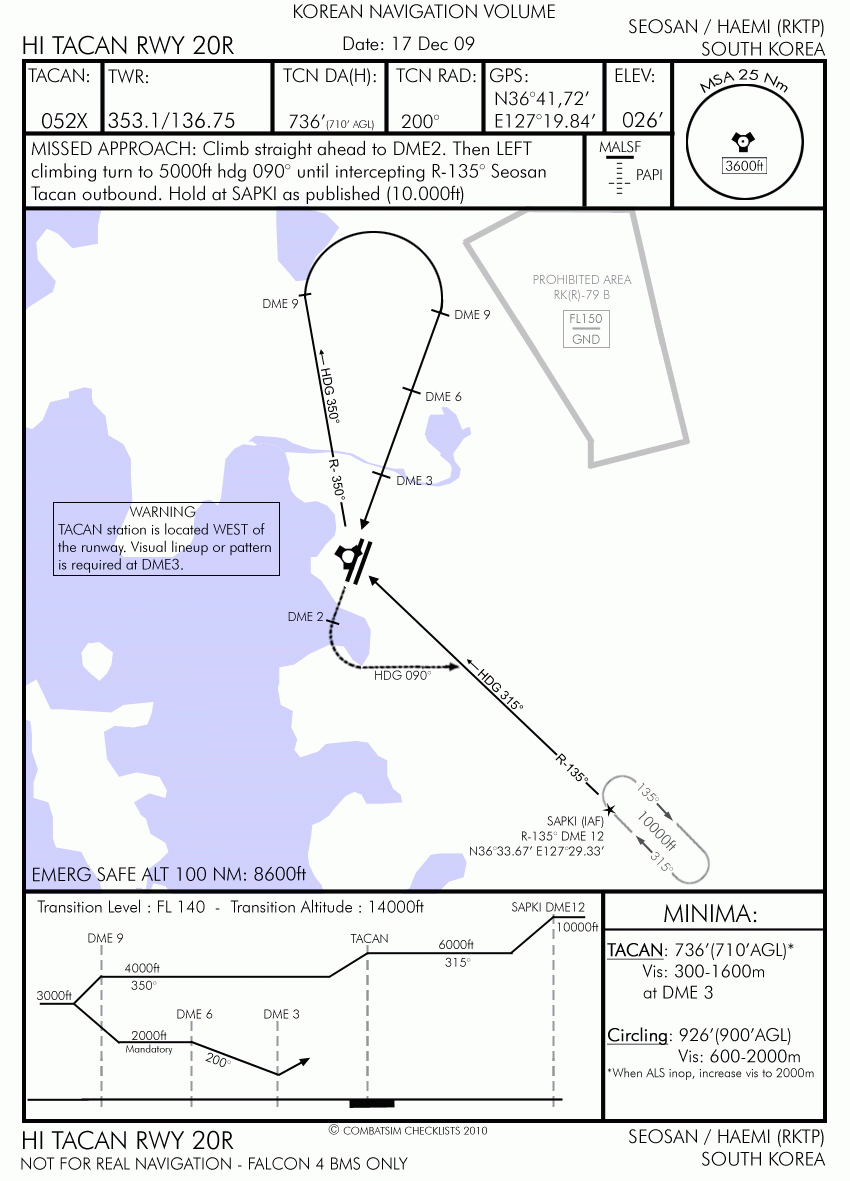 KOREAN NAVIGATION VOLUME
HI TACAN RWY 20R
Date: 17 Dec 09
SEOSAN / HAEMI (RKTP)
SOUTH KOREA
TACAN:
052X
TWR:
353.1/136.75
TCN DA(H):
736’(710’ AGL)
TCN RAD:
200°
GPS:
N36°41,72’
E127°19.84’
ELEV:
026’
MSA 25 Nm
3600ft
MISSED APPROACH: Climb straight ahead to DME2. Then LEFT
climbing turn to 5000ft hdg 090° until intercepting R-135° Seosan
Tacan outbound. Hold at SAPKI as published (10.000ft)
MALSF
PAPI
PROHIBITED AREA
RK(R)-79 B
FL150
GND
DME 9
DME 9
HDG 350°
DME 6
R- 350°
DME 3
WARNING
TACAN station is located WEST of
the runway. Visual lineup or pattern
is required at DME3.
DME 2
HDG 090°
HDG 315°
R-135°
135°
10000ft
315°
SAPKI (IAF)
R-135° DME 12
N36°33.67’ E127°29.33’
EMERG SAFE ALT 100 NM: 8600ft
Transition Level : FL 140 - Transition Altitude : 14000ft
SAPKI DME12
10000ft
DME 9
TACAN
6000ft
315°
4000ft
350°
3000ft
DME 6
DME 3
2000ft
Mandatory
200°
MINIMA:
TACAN: 736’(710’AGL)*
Vis: 300-1600m
at DME 3
Circling: 926’(900’AGL)
Vis: 600-2000m
*When ALS inop, increase vis to 2000m
© COMBATSIM CHECKLISTS 2010
HI TACAN RWY 20R
NOT FOR REAL NAVIGATION - FALCON 4 BMS ONLY
SEOSAN / HAEMI (RKTP)
SOUTH KOREA